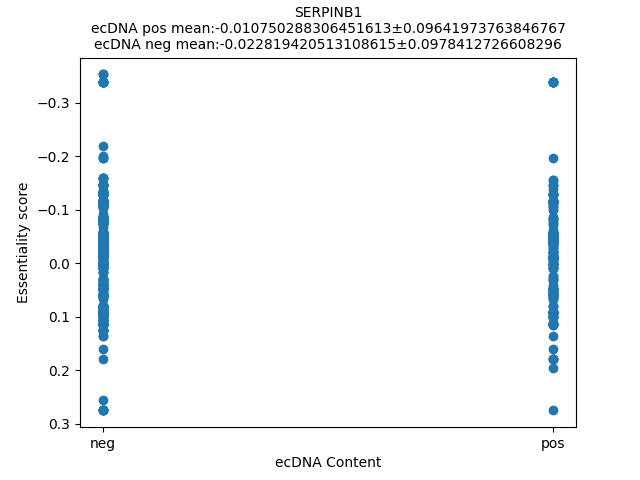 SERPINB1
ecDNA pos mean:-0.010750288306451613±0.09641973763846767
ecDNA neg mean:-0.022819420513108615±0.0978412726608296
−0.3
−0.2
−0.1
0.0
0.1
0.2
0.3
Essentiality score
neg
pos
ecDNA Content